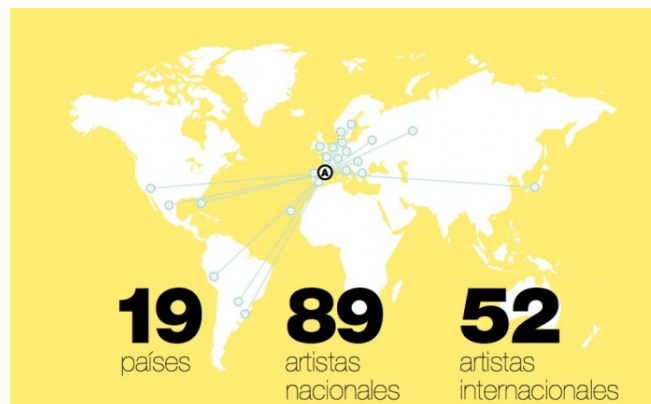 A
19
países
89
artistas
nacionales
52
artistas
internacionales